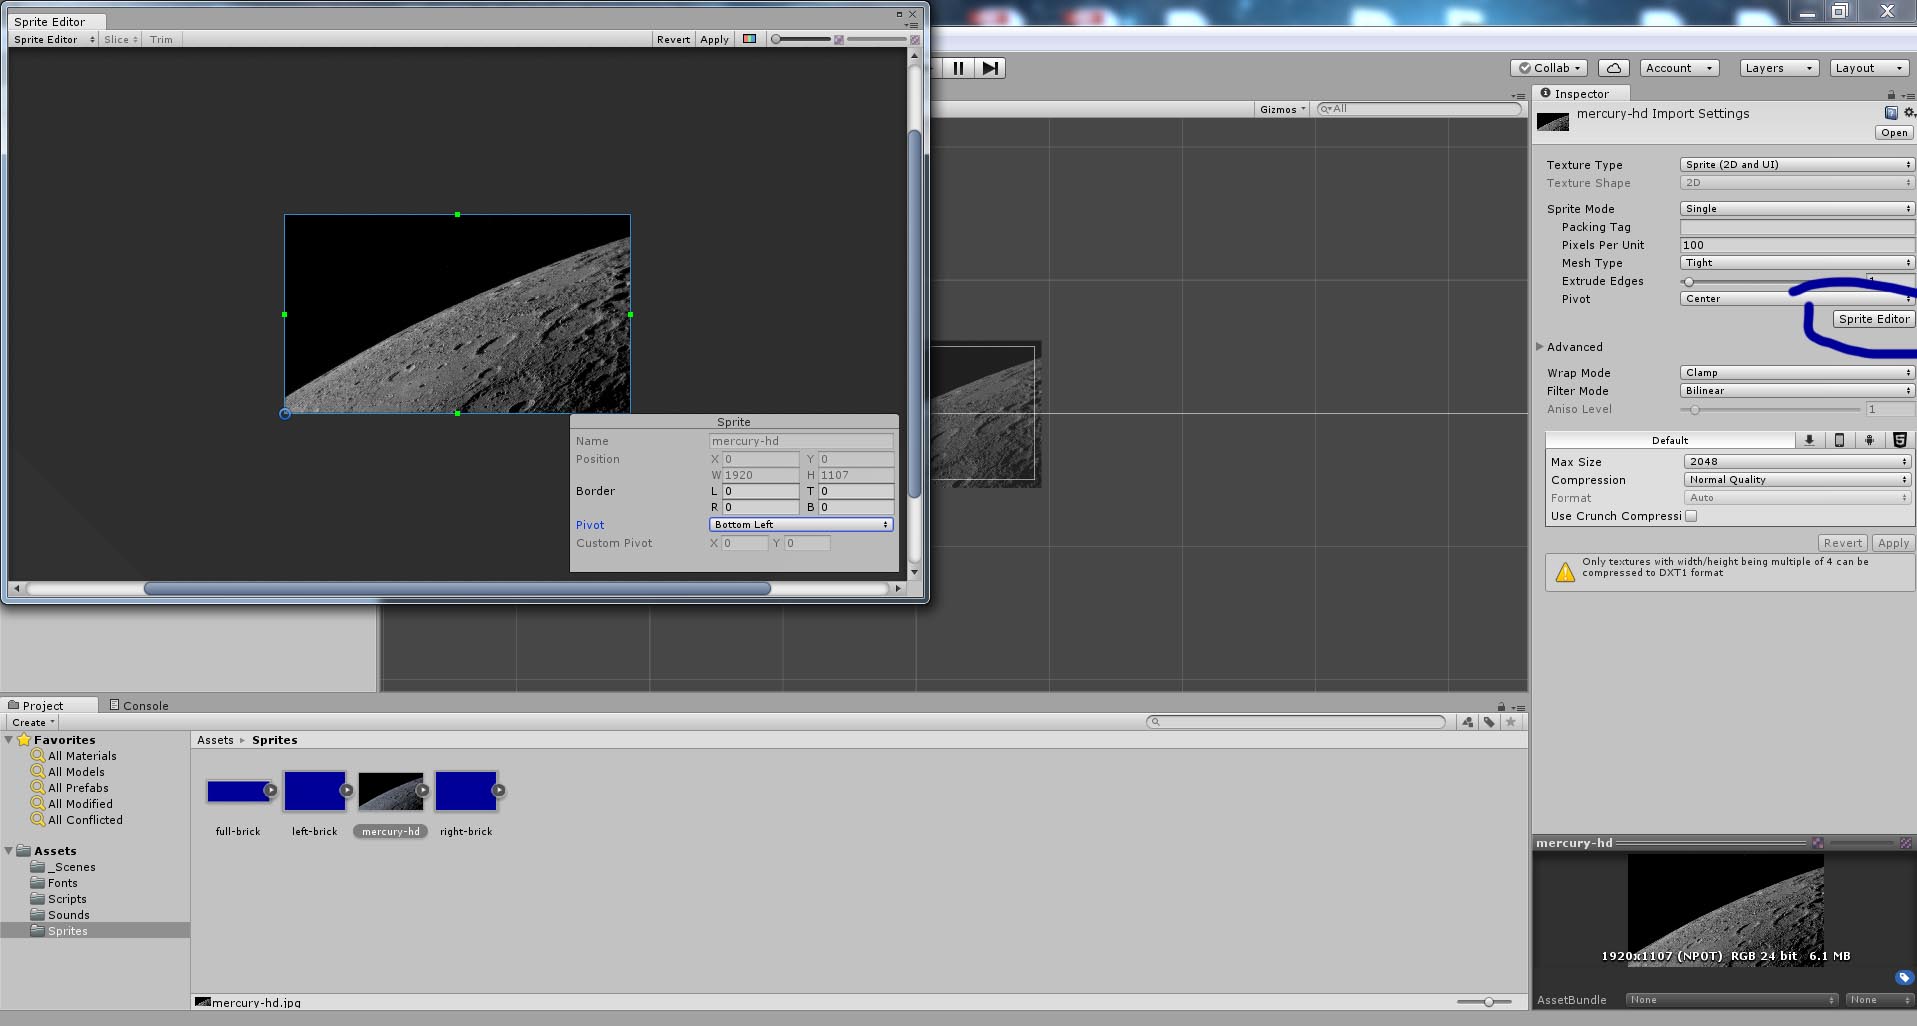 Sprite Editor
Sprite Editor Slice Trim Revert Apply
Collab Account Layers Layout
Gizmos All
Inspector
mercury-hd Import Settings
Open
Texture Type Sprite (2D and UI)
Texture Shape 2D
Sprite Mode Single
Packing Tag
Pixels Per Unit 100
Mesh Type Tight
Extrude Edges 1
Pivot Center
Sprite Editor
Advanced
Wrap Mode Clamp
Filter Mode Bilinear
Aniso Level 1
Default
Max Size 2048
Compression Normal Quality
Format Auto
Use Crunch Compressi
Revert Apply
Only textures with width/height being multiple of 4 can be
compressed to DXT1 format
Sprite
Name mercury-hd
Position X 0 Y 0
W 1920 H 1107
Border L 0 T 0
R 0 B 0
Pivot Bottom Left
Custom Pivot X 0 Y 0
Project Console
Create
Favorites
All Materials
All Models
All Prefabs
All Modified
All Conflicted
Assets
_Scenes
Fonts
Scripts
Sounds
Sprites
Assets Sprites
full-brick left-brick mercury-hd right-brick
mercury-hd.jpg
mercury-hd
1920x1107 (NPOT) RGB 24 bit 6.1 MB
AssetBundle None None